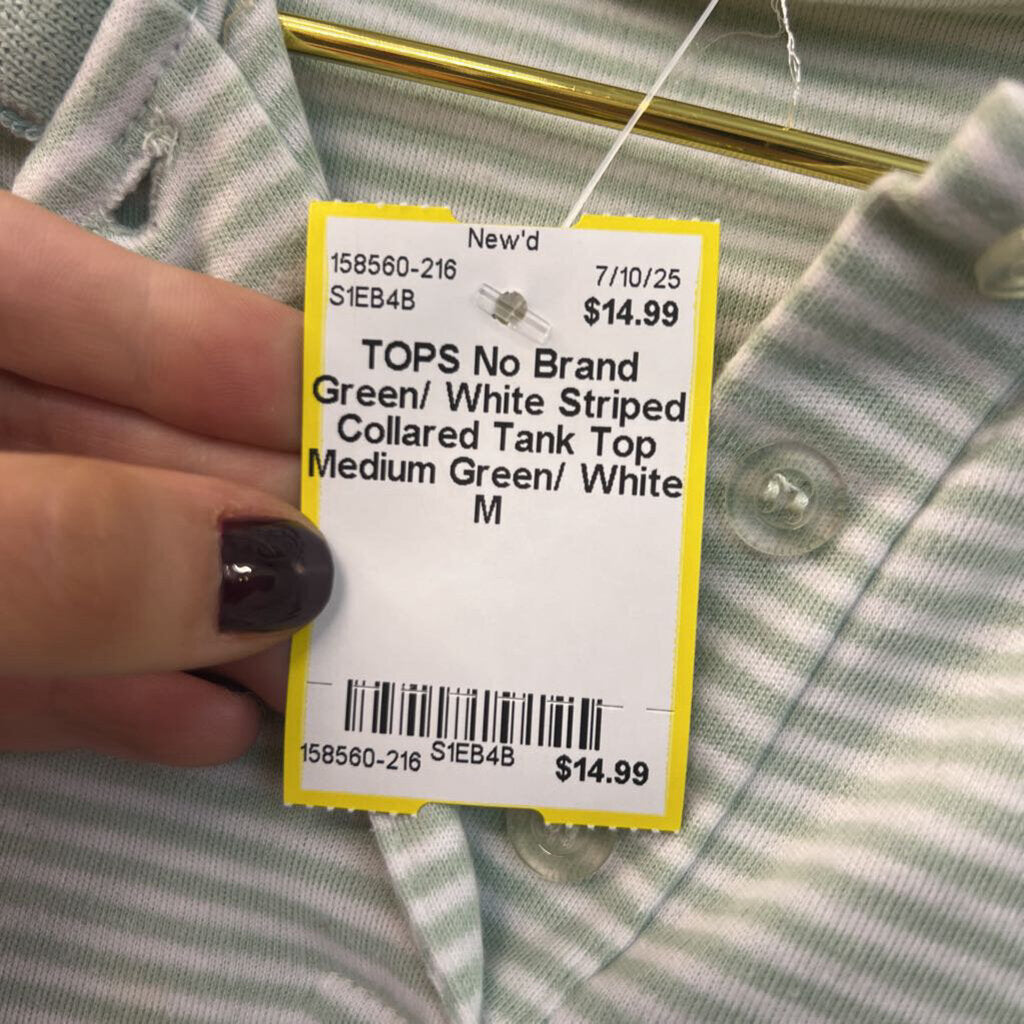 New'd
158560-216 7/10/25
S1EB4B $14.99
TOPS No Brand
Green/ White Striped
Collared Tank Top
Medium Green/ White
M
158560-216 S1EB4B $14.99